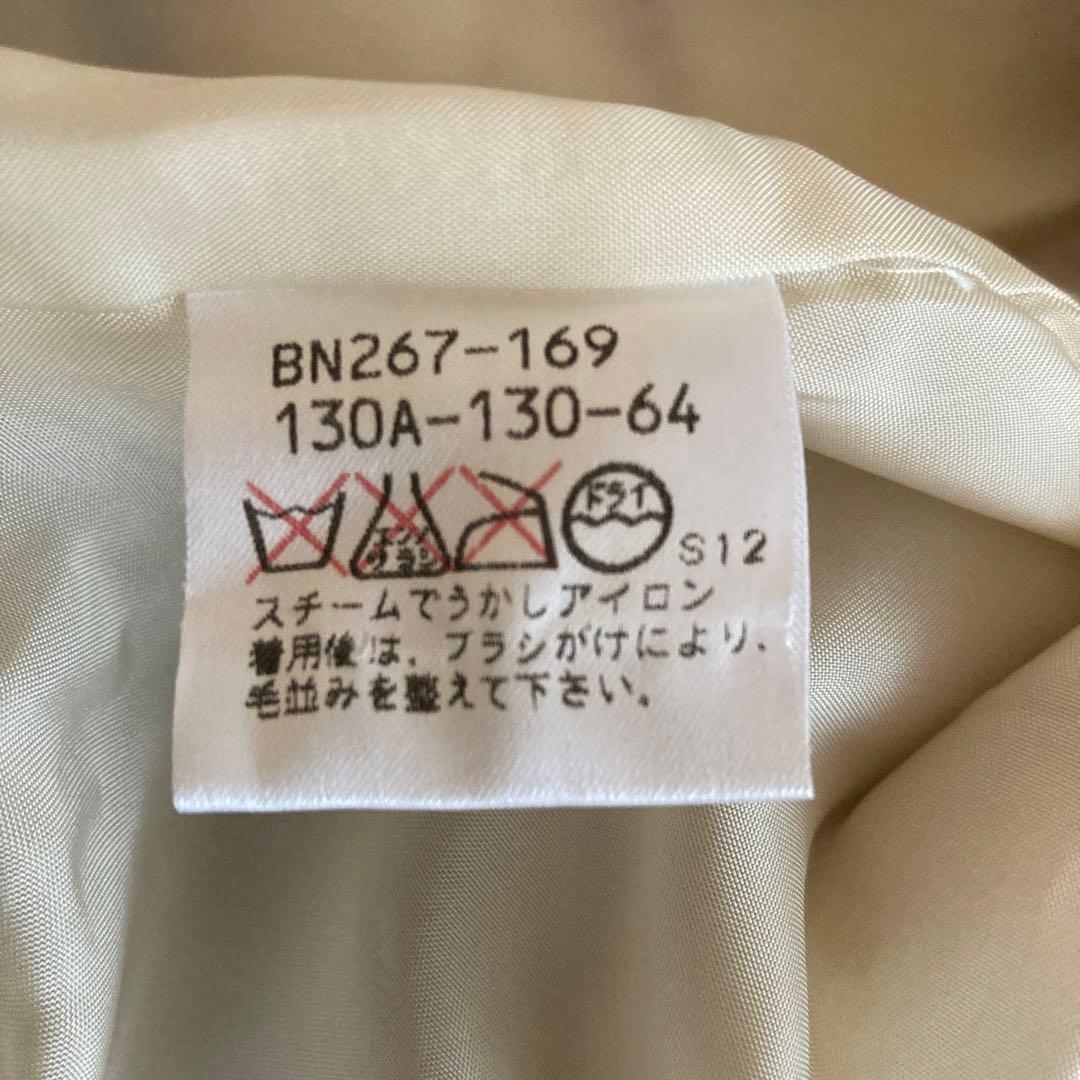 BN267-169
130A-130-64
エンソ
サラシ
ドライ
S12
スチームでうかしアイロン
着用後は、ブラシがけにより、
毛並みを整えて下さい。